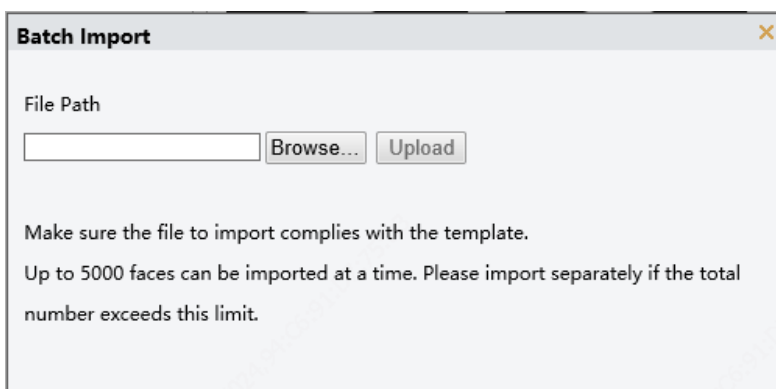 Batch Import
×
File Path
Browse... Upload
Make sure the file to import complies with the template.
Up to 5000 faces can be imported at a time. Please import separately if the total
number exceeds this limit.